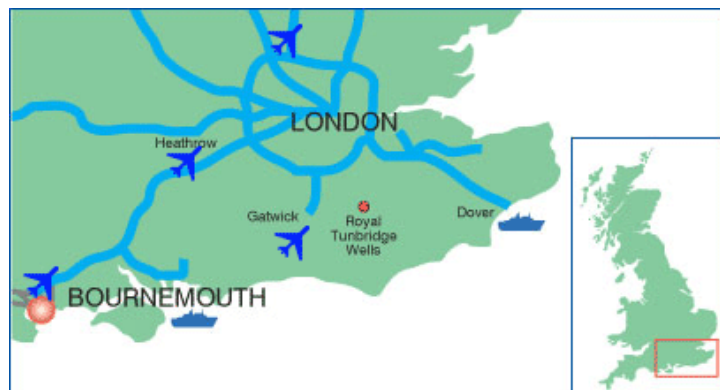 LONDON
Heathrow
Gatwick
Royal
Tunbridge
Wells
Dover
BOURNEMOUTH